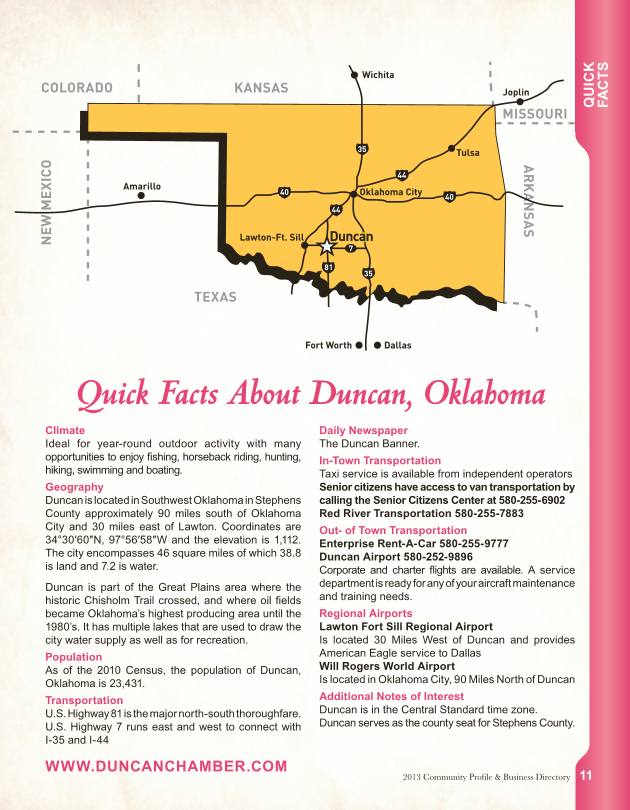 QUICK
FACTS
Wichita
COLORADO
KANSAS
Joplin
MISSOURI
35
Tulsa
44
NEW MEXICO
Amarillo
40
Oklahoma City
40
ARKANSAS
44
Lawton-Ft. Sill
Duncan
7
81
35
TEXAS
Fort Worth
Dallas
Quick Facts About Duncan, Oklahoma
Climate
Ideal for year-round outdoor activity with many
opportunities to enjoy fishing, horseback riding, hunting,
hiking, swimming and boating.
Geography
Duncan is located in Southwest Oklahoma in Stephens
County approximately 90 miles south of Oklahoma
City and 30 miles east of Lawton. Coordinates are
34°30′60″N, 97°56′58″W and the elevation is 1,112.
The city encompasses 46 square miles of which 38.8
is land and 7.2 is water.
Duncan is part of the Great Plains area where the
historic Chisholm Trail crossed, and where oil fields
became Oklahoma's highest producing area until the
1980's. It has multiple lakes that are used to draw the
city water supply as well as for recreation.
Population
As of the 2010 Census, the population of Duncan,
Oklahoma is 23,431.
Transportation
U.S. Highway 81 is the major north-south thoroughfare.
U.S. Highway 7 runs east and west to connect with
I-35 and I-44
Daily Newspaper
The Duncan Banner.
In-Town Transportation
Taxi service is available from independent operators
Senior citizens have access to van transportation by
calling the Senior Citizens Center at 580-255-6902
Red River Transportation 580-255-7883
Out- of Town Transportation
Enterprise Rent-A-Car 580-255-9777
Duncan Airport 580-252-9896
Corporate and charter flights are available. A service
department is ready for any of your aircraft maintenance
and training needs.
Regional Airports
Lawton Fort Sill Regional Airport
Is located 30 Miles West of Duncan and provides
American Eagle service to Dallas
Will Rogers World Airport
Is located in Oklahoma City, 90 Miles North of Duncan
Additional Notes of Interest
Duncan is in the Central Standard time zone.
Duncan serves as the county seat for Stephens County.
WWW.DUNCANCHAMBER.COM
2013 Community Profile & Business Directory
11